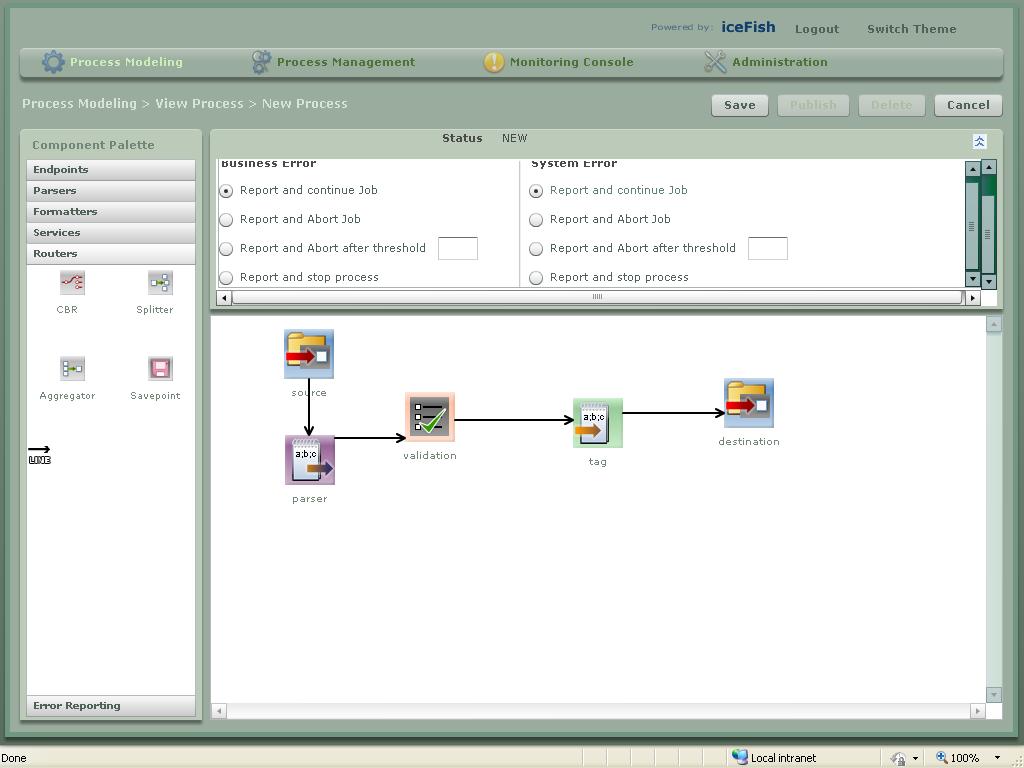 Powered by: iceFish Logout Switch Theme
Process Modeling Process Management Monitoring Console Administration
Process Modeling > View Process > New Process
Save Publish Delete Cancel
Component Palette
Endpoints
Parsers
Formatters
Services
Routers
CBR Splitter
Aggregator Savepoint
LINE
Error Reporting
Status NEW
Business Error System Error
Report and continue Job Report and continue Job
Report and Abort Job Report and Abort Job
Report and Abort after threshold Report and Abort after threshold
Report and stop process Report and stop process
source
a;b;c
parser
validation
a;b;c
tag
destination
Done Local intranet 100%